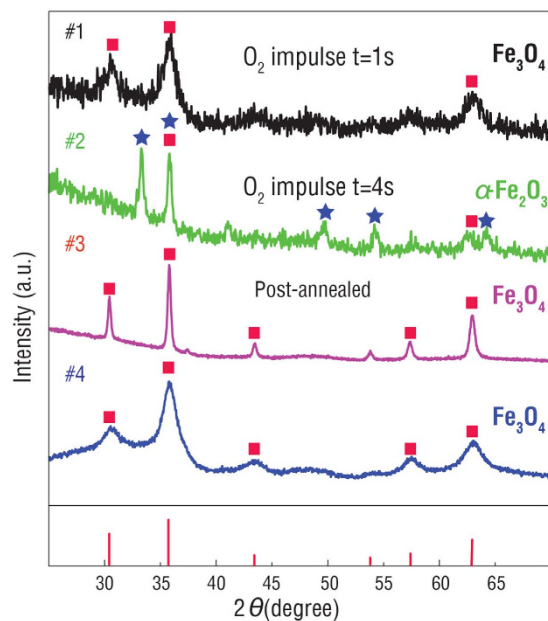 #1
O₂ impulse t=1s
Fe₃O₄
#2
O₂ impulse t=4s
α-Fe₂O₃
#3
Post-annealed
Fe₃O₄
#4
Fe₃O₄
Intensity (a.u.)
30 35 40 45 50 55 60 65
2θ(degree)